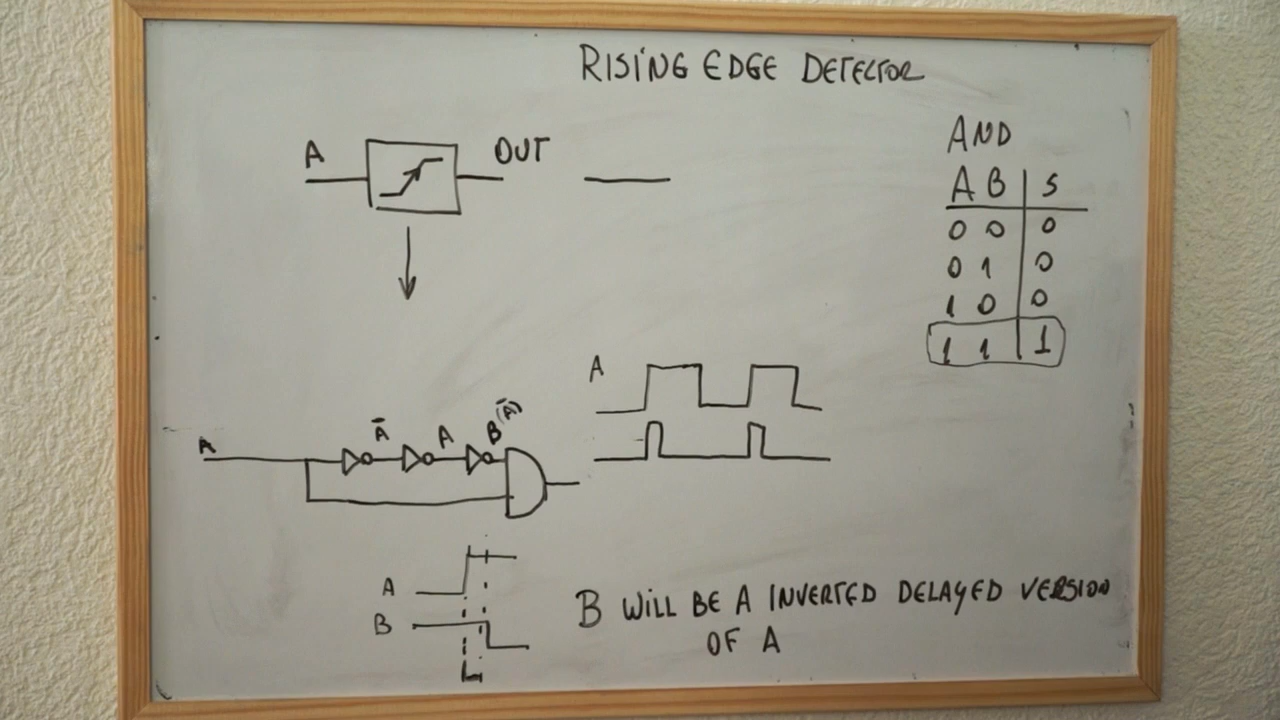 RISING EDGE DETECTOR
A OUT
AND
A B S
0 0 0
0 1 0
1 0 0
1 1 1
A
A Ā A B (Ā)
A
B
B WILL BE A INVERTED DELAYED VERSION
OF A